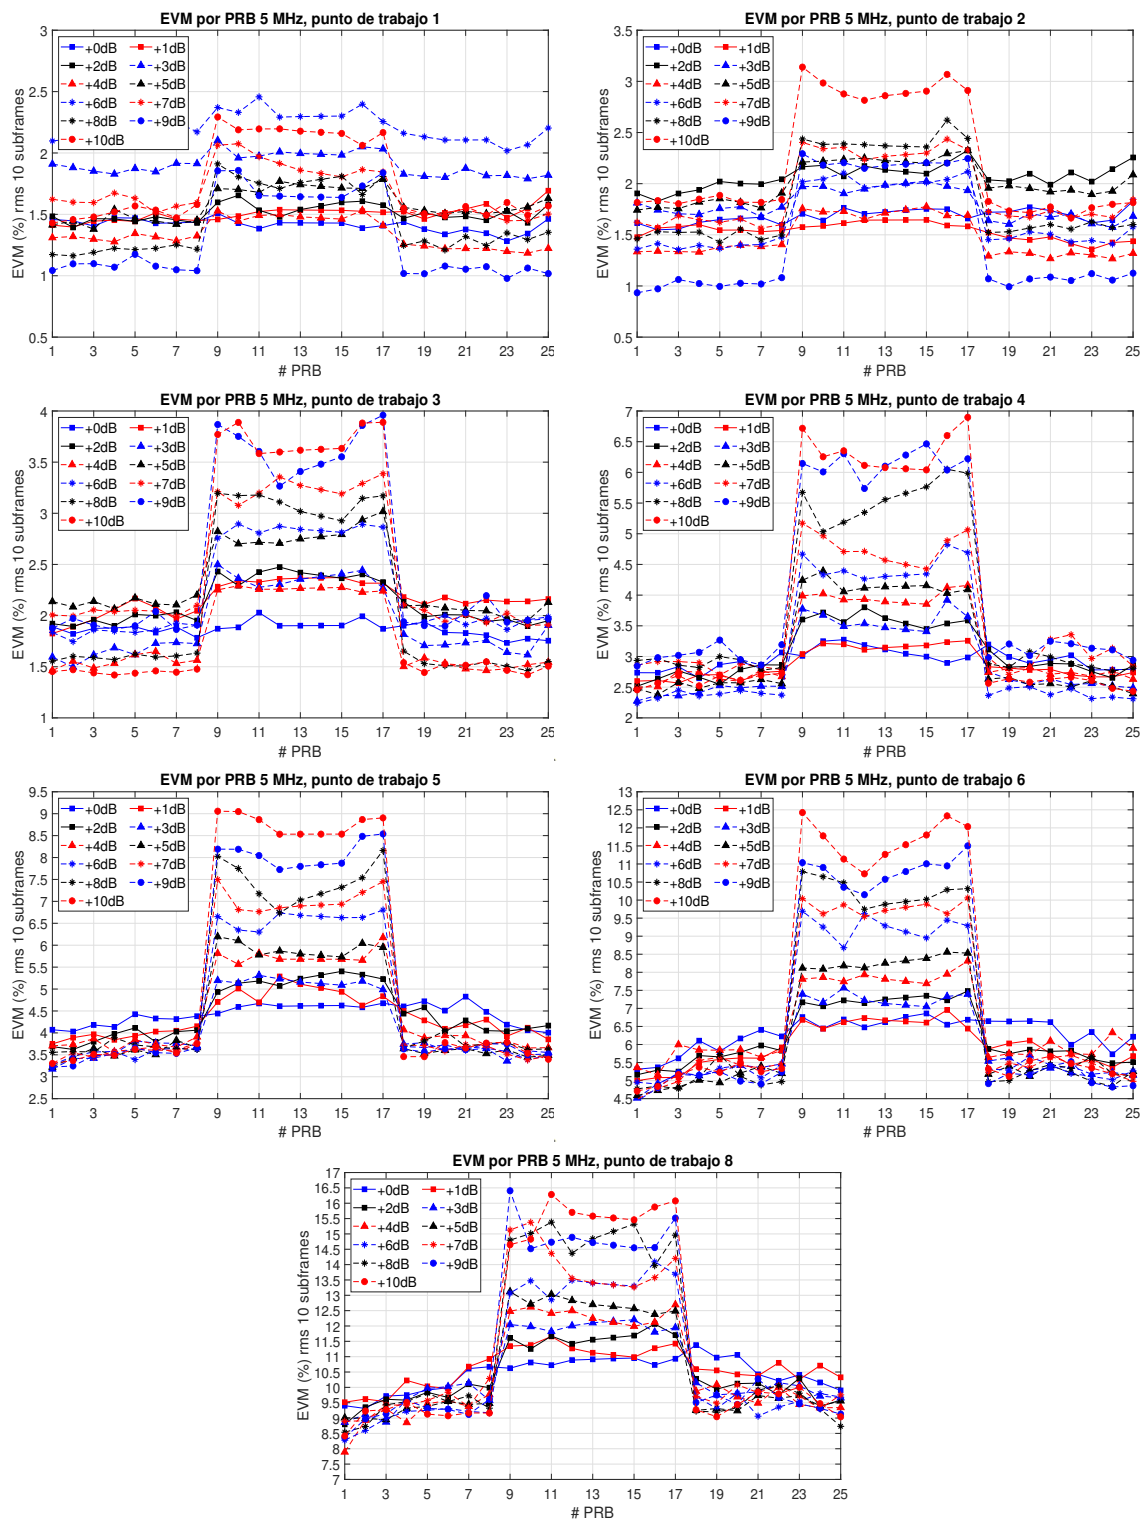 EVM por PRB 5 MHz, punto de trabajo 1
EVM (%) rms 10 subframes
3
2.5
2
1.5
1
0.5
+0dB +1dB
+2dB +3dB
+4dB +5dB
+6dB +7dB
+8dB +9dB
+10dB
1 3 5 7 9 11 13 15 17 19 21 23 25
# PRB
EVM por PRB 5 MHz, punto de trabajo 2
EVM (%) rms 10 subframes
3.5
3
2.5
2
1.5
1
0.5
+0dB +1dB
+2dB +3dB
+4dB +5dB
+6dB +7dB
+8dB +9dB
+10dB
1 3 5 7 9 11 13 15 17 19 21 23 25
# PRB
EVM por PRB 5 MHz, punto de trabajo 3
EVM (%) rms 10 subframes
4
3.5
3
2.5
2
1.5
1
+0dB +1dB
+2dB +3dB
+4dB +5dB
+6dB +7dB
+8dB +9dB
+10dB
1 3 5 7 9 11 13 15 17 19 21 23 25
# PRB
EVM por PRB 5 MHz, punto de trabajo 4
EVM (%) rms 10 subframes
7
6.5
6
5.5
5
4.5
4
3.5
3
2.5
2
+0dB +1dB
+2dB +3dB
+4dB +5dB
+6dB +7dB
+8dB +9dB
+10dB
1 3 5 7 9 11 13 15 17 19 21 23 25
# PRB
EVM por PRB 5 MHz, punto de trabajo 5
EVM (%) rms 10 subframes
9.5
9
8.5
8
7.5
7
6.5
6
5.5
5
4.5
4
3.5
3
2.5
+0dB +1dB
+2dB +3dB
+4dB +5dB
+6dB +7dB
+8dB +9dB
+10dB
1 3 5 7 9 11 13 15 17 19 21 23 25
# PRB
EVM por PRB 5 MHz, punto de trabajo 6
EVM (%) rms 10 subframes
13
12.5
12
11.5
11
10.5
10
9.5
9
8.5
8
7.5
7
6.5
6
5.5
5
4.5
+0dB +1dB
+2dB +3dB
+4dB +5dB
+6dB +7dB
+8dB +9dB
+10dB
1 3 5 7 9 11 13 15 17 19 21 23 25
# PRB
EVM por PRB 5 MHz, punto de trabajo 8
EVM (%) rms 10 subframes
17
16.5
16
15.5
15
14.5
14
13.5
13
12.5
12
11.5
11
10.5
10
9.5
9
8.5
8
7.5
7
+0dB +1dB
+2dB +3dB
+4dB +5dB
+6dB +7dB
+8dB +9dB
+10dB
1 3 5 7 9 11 13 15 17 19 21 23 25
# PRB